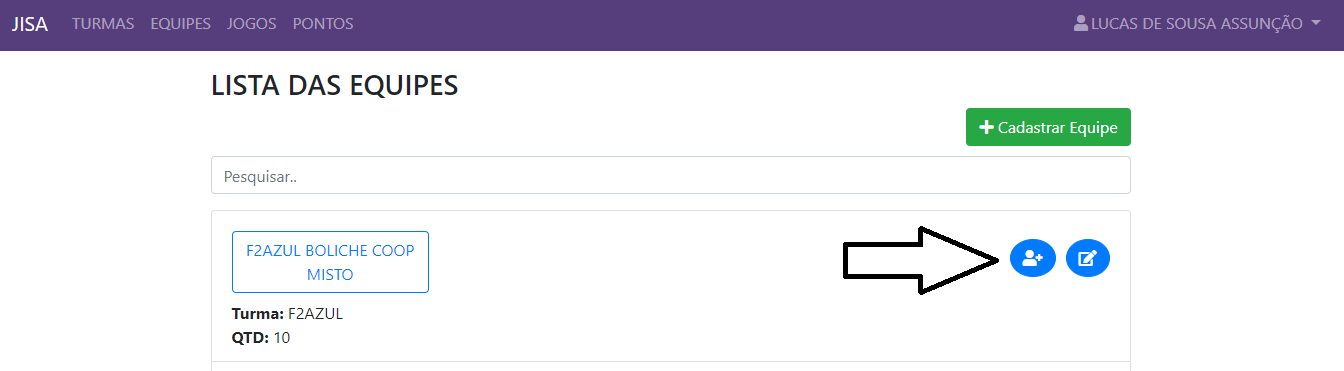 JISA TURMAS EQUIPES JOGOS PONTOS LUCAS DE SOUSA ASSUNÇÃO
LISTA DAS EQUIPES
Cadastrar Equipe
Pesquisar..
F2AZUL BOLICHE COOP
MISTO
Turma: F2AZUL
QTD: 10